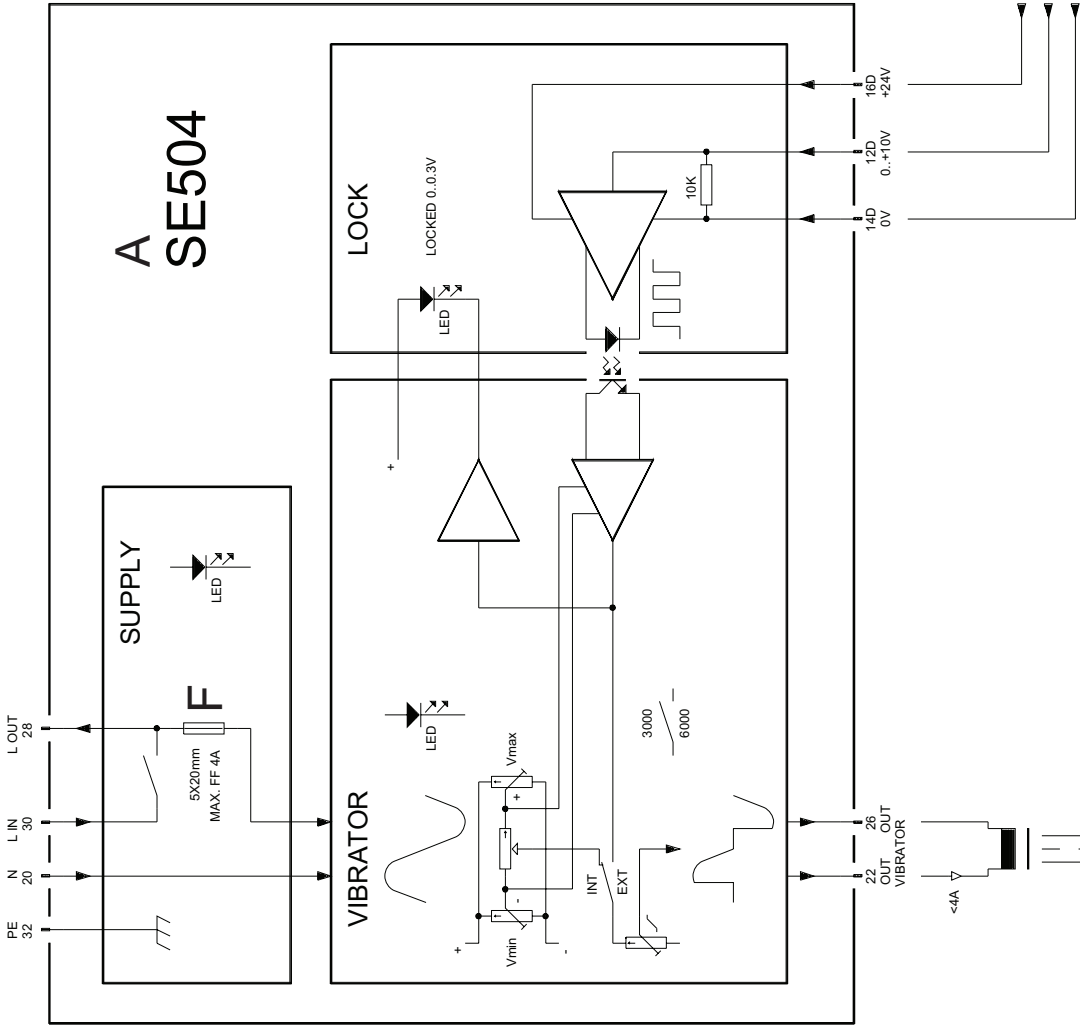 A
SE504
LOCK
LOCKED 0..0.3V
LED
10K
16D
+24V
12D
0..+10V
14D
0V
SUPPLY
LED
F
5X20mm
MAX. FF 4A
L OUT
28
L IN
30
N
20
PE
32
VIBRATOR
LED
+
Vmax
+
-
Vmin
+
-
INT
EXT
3000
6000
26
OUT
22
OUT
VIBRATOR
<4A